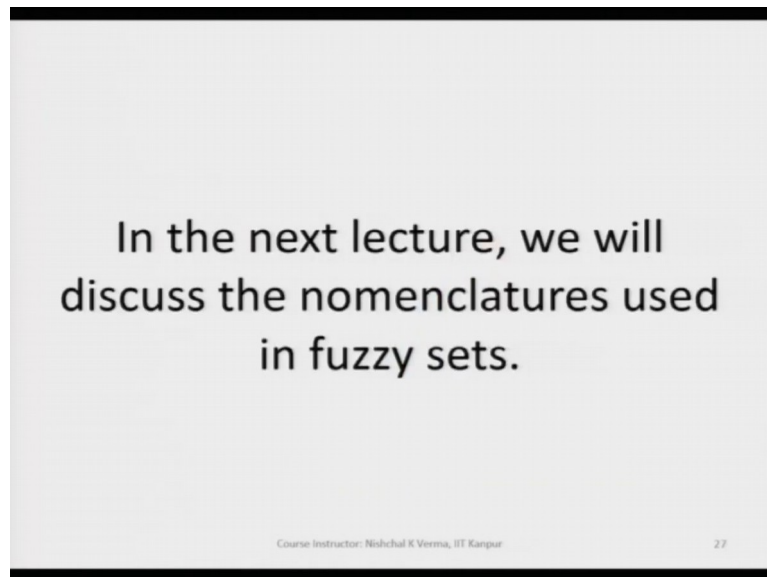 In the next lecture, we will
discuss the nomenclatures used
in fuzzy sets.
Course Instructor: Nishchal K Verma, IIT Kanpur
27